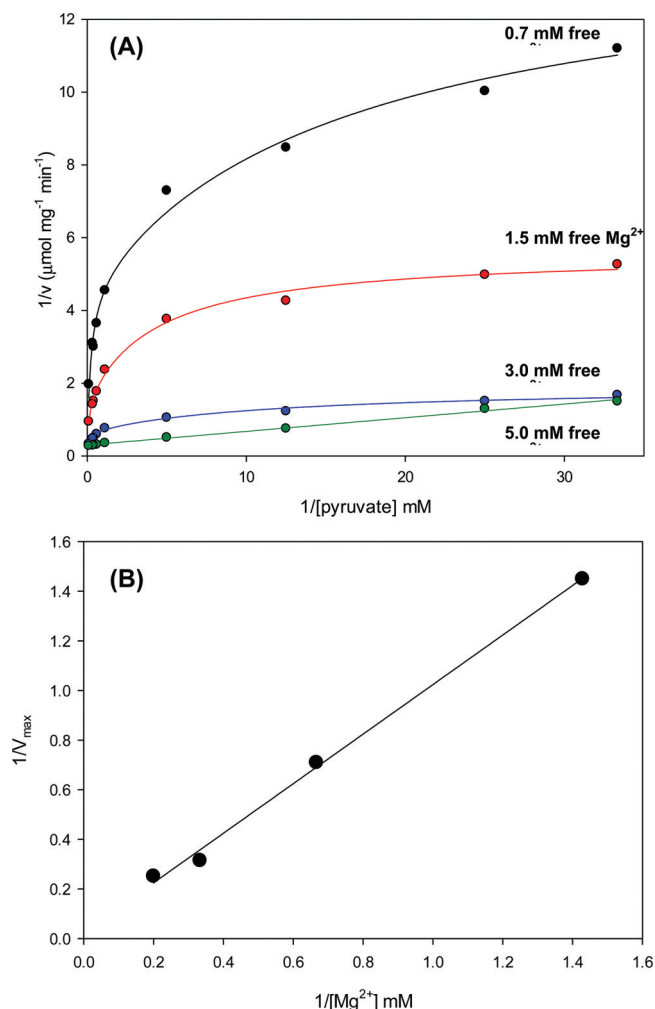 (A)
0.7 mM free
1.5 mM free Mg²⁺
3.0 mM free
5.0 mM free
12
10
8
6
4
2
0
1/v (μmol mg⁻¹ min⁻¹)
0 10 20 30
1/[pyruvate] mM
(B)
1.6
1.4
1.2
1.0
0.8
0.6
0.4
0.2
0.0
1/Vmax
0.0 0.2 0.4 0.6 0.8 1.0 1.2 1.4 1.6
1/[Mg²⁺] mM